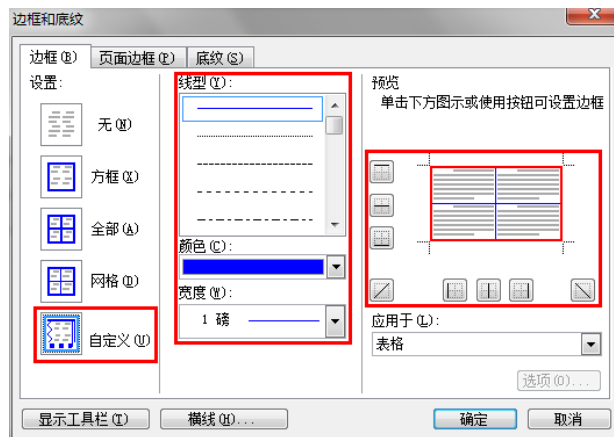 边框和底纹
边框(B) 页面边框(P) 底纹(S)
设置:
无(N)
方框(X)
全部(A)
网格(D)
自定义(U)
线型(Y):
颜色(C):
宽度(W):
1 磅
预览
单击下方图示或使用按钮可设置边框
应用于(L):
表格
选项(O)...
显示工具栏(T) 横线(H)... 确定 取消